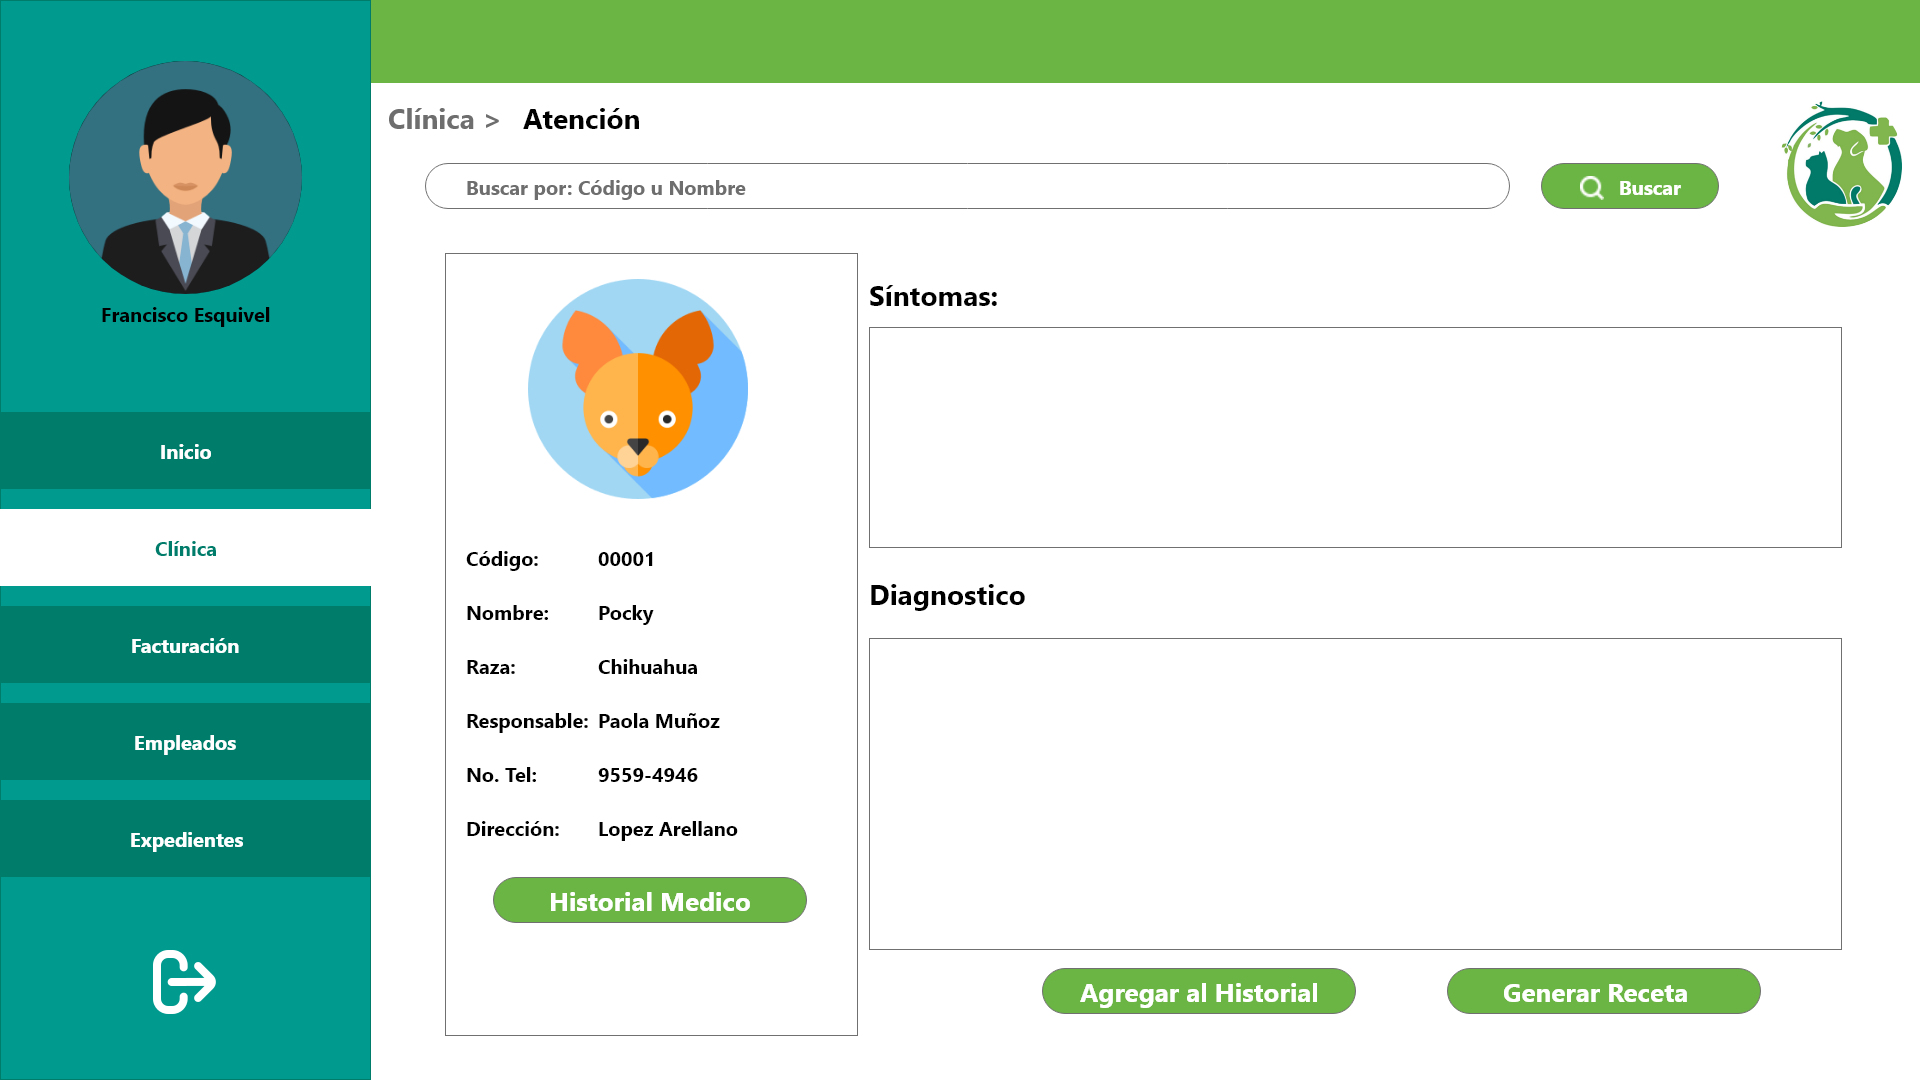 Francisco Esquivel
Inicio
Clínica
Facturación
Empleados
Expedientes
Clínica > Atención
Buscar por: Código u Nombre
Buscar
Código: 00001
Nombre: Pocky
Raza: Chihuahua
Responsable: Paola Muñoz
No. Tel: 9559-4946
Dirección: Lopez Arellano
Historial Medico
Síntomas:
Diagnostico
Agregar al Historial
Generar Receta